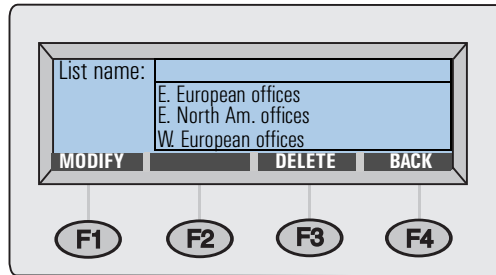 List name:
E. European offices
E. North Am. offices
W. European offices
MODIFY DELETE BACK
F1 F2 F3 F4